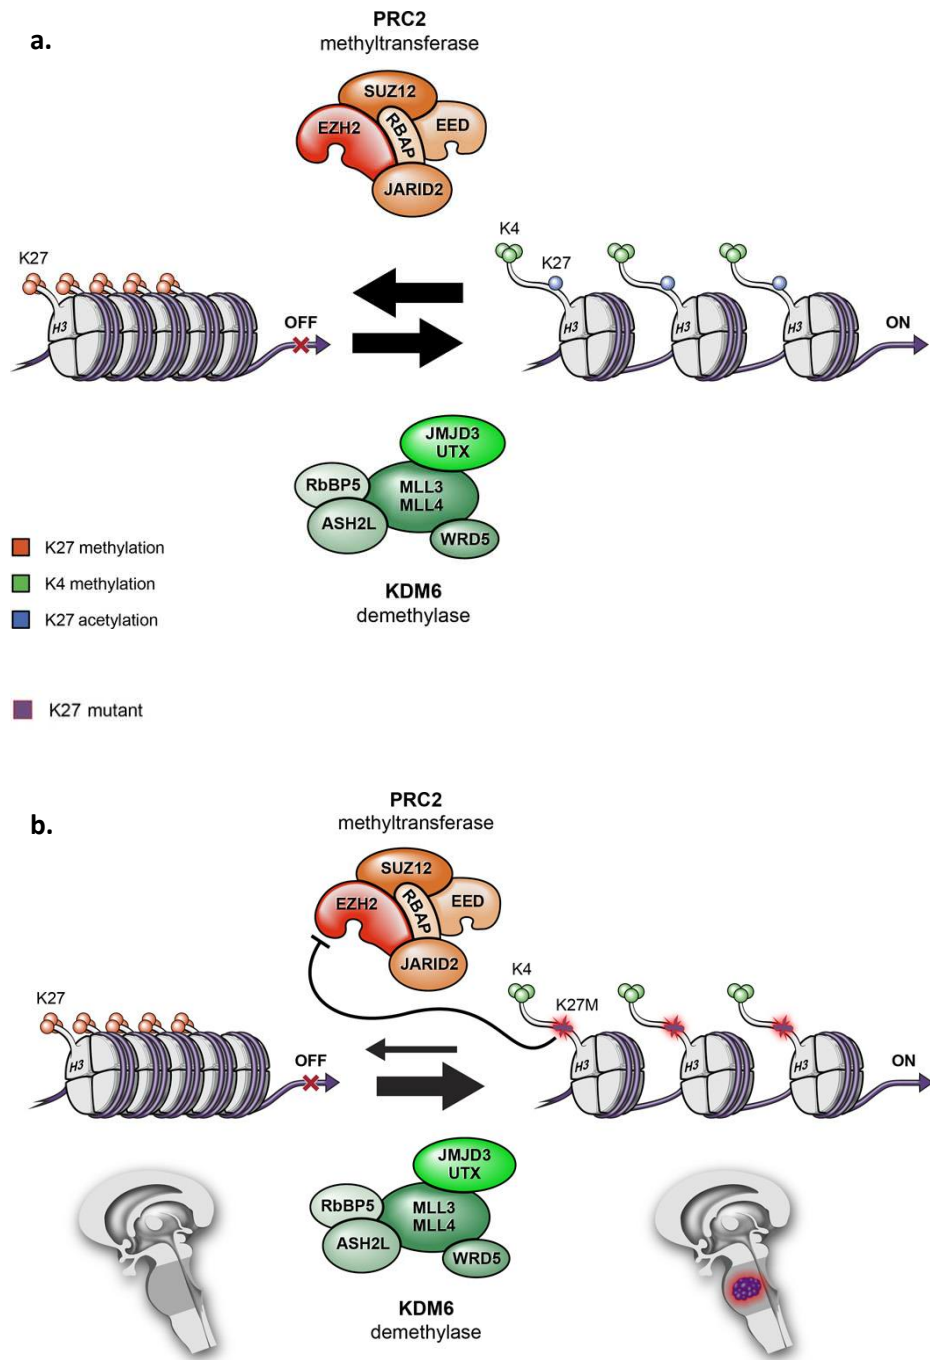 a.
PRC2
methyltransferase
SUZ12
EZH2
RBAP
EED
JARID2
K27
H3
OFF
K4
K27
H3
H3
H3
ON
JMJD3
UTX
RbBP5
MLL3
MLL4
ASH2L
WRD5
KDM6
demethylase
K27 methylation
K4 methylation
K27 acetylation
K27 mutant
b.
PRC2
methyltransferase
SUZ12
EZH2
RBAP
EED
JARID2
K27
H3
OFF
K4
K27M
H3
H3
H3
ON
JMJD3
UTX
RbBP5
MLL3
MLL4
ASH2L
WRD5
KDM6
demethylase